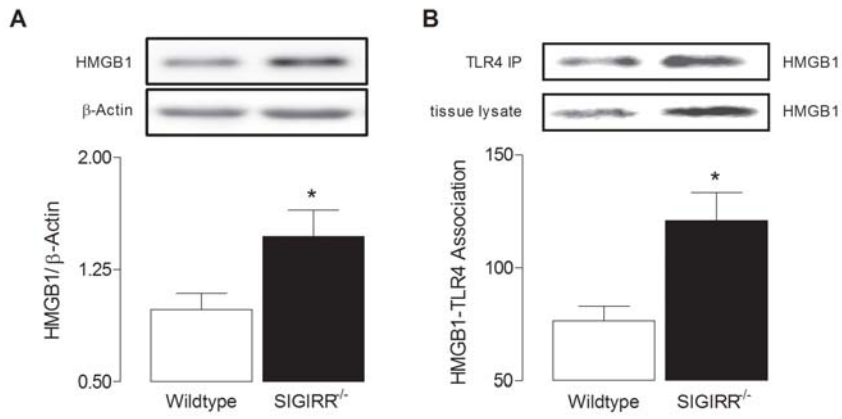 A
HMGB1
β-Actin
2.00
1.25
0.50
HMGB1/β-Actin
*
Wildtype
SIGIRR-/-
B
TLR4 IP
HMGB1
tissue lysate
HMGB1
150
100
50
HMGB1-TLR4 Association
*
Wildtype
SIGIRR-/-